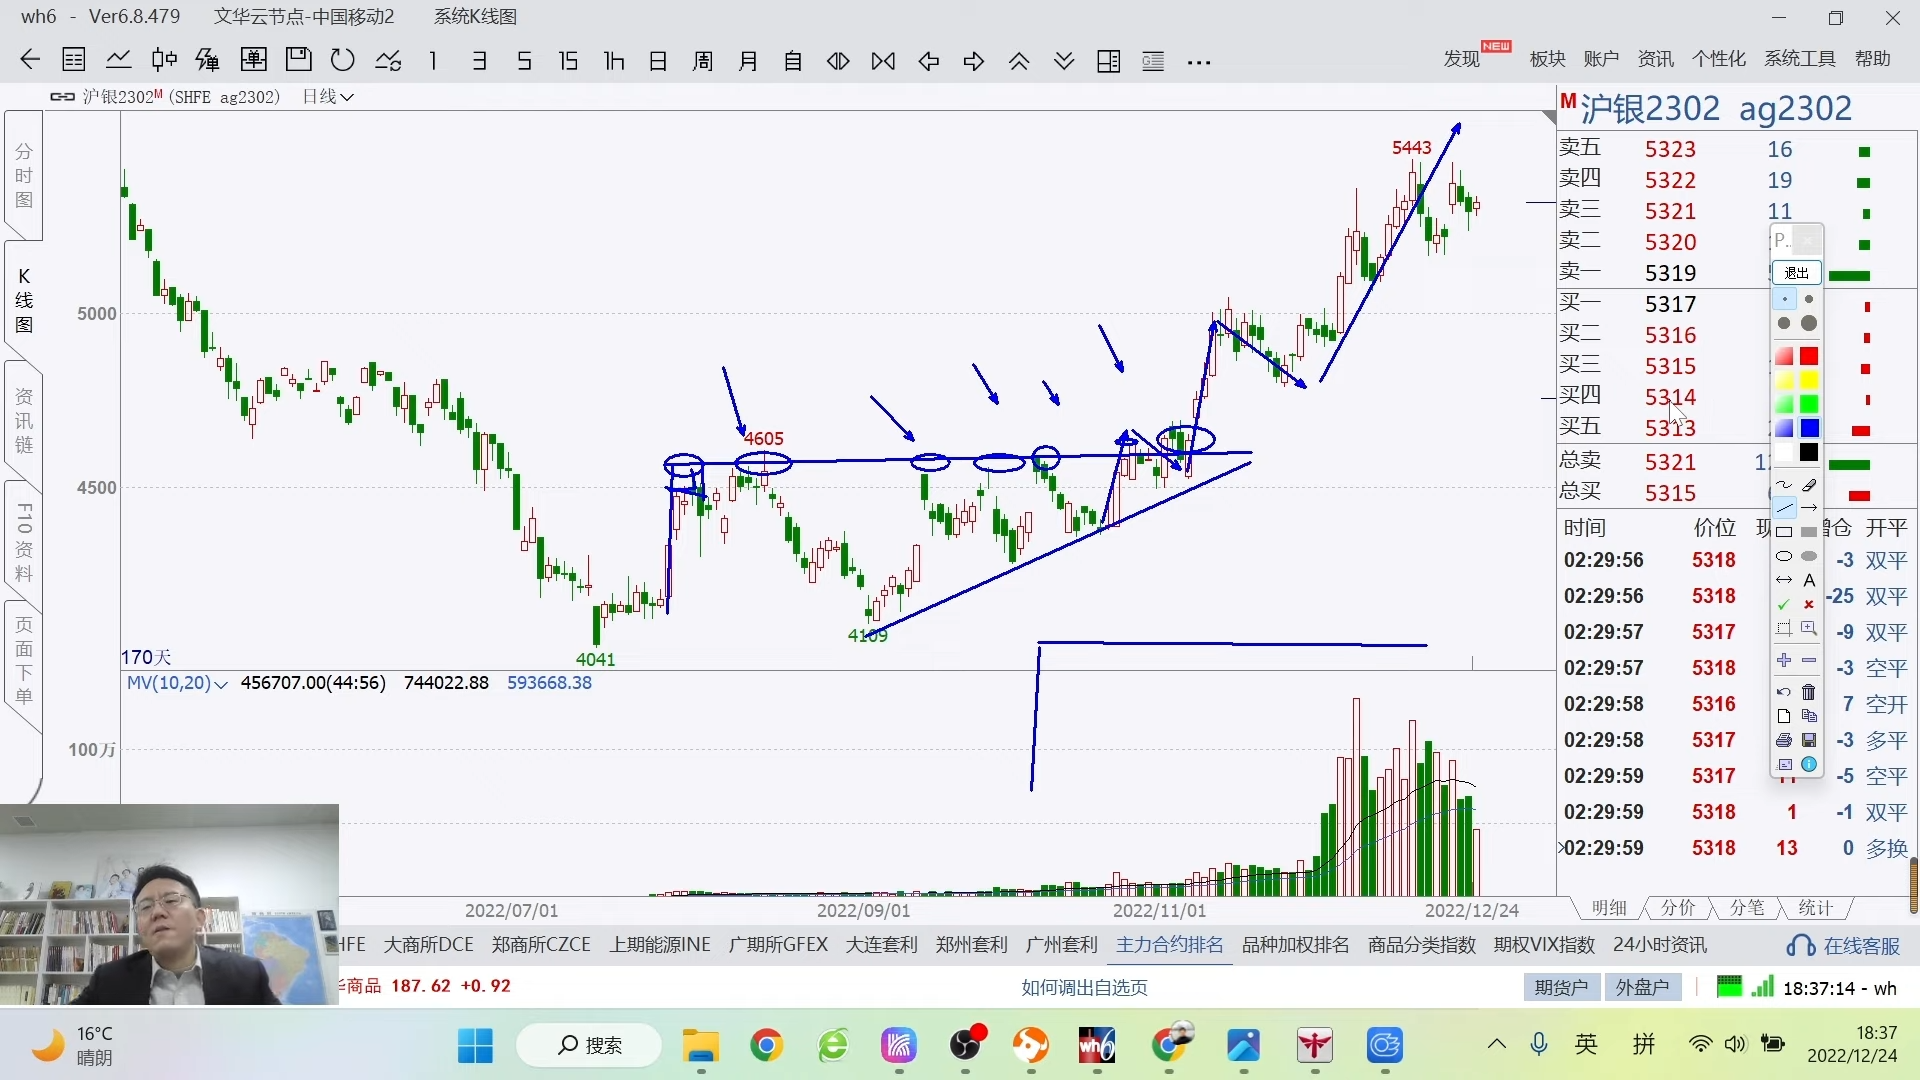 wh6 - Ver6.8.479 文华云节点-中国移动2 系统K线图
1 3 5 15 1h 日 周 月 自
发现 NEW 板块 账户 资讯 个性化 系统工具 帮助
沪银2302M (SHFE ag2302) 日线
分时图
K线图
资讯链
F10资料
页面下单
5443
5000
4605
4500
4109
4041
170天
MV(10,20) 456707.00(44:56) 744022.88 593668.38
100万
2022/07/01 2022/09/01 2022/11/01 2022/12/24
M 沪银2302 ag2302
卖五 5323 16
卖四 5322 19
卖三 5321 11
卖二 5320
卖一 5319
买一 5317
买二 5316
买三 5315
买四 5314
买五 5313
总卖 5321
总买 5315
P..
退出
A
时间 价位 现 增仓 开平
02:29:56 5318 -3 双平
02:29:56 5318 -25 双平
02:29:57 5317 -9 双平
02:29:57 5318 -3 空平
02:29:58 5316 7 空开
02:29:58 5317 -3 多平
02:29:59 5317 11 -5 空平
02:29:59 5318 1 -1 双平
02:29:59 5318 13 0 多换
明细 分价 分笔 统计
HFE 大商所DCE 郑商所CZCE 上期能源INE 广期所GFEX 大连套利 郑州套利 广州套利 主力合约排名 品种加权排名 商品分类指数 期权VIX指数 24小时资讯 在线客服
商品 187.62 +0.92 如何调出自选页 期货户 外盘户 18:37:14 - wh
16°C
晴朗
搜索
wh6
英 拼
18:37
2022/12/24